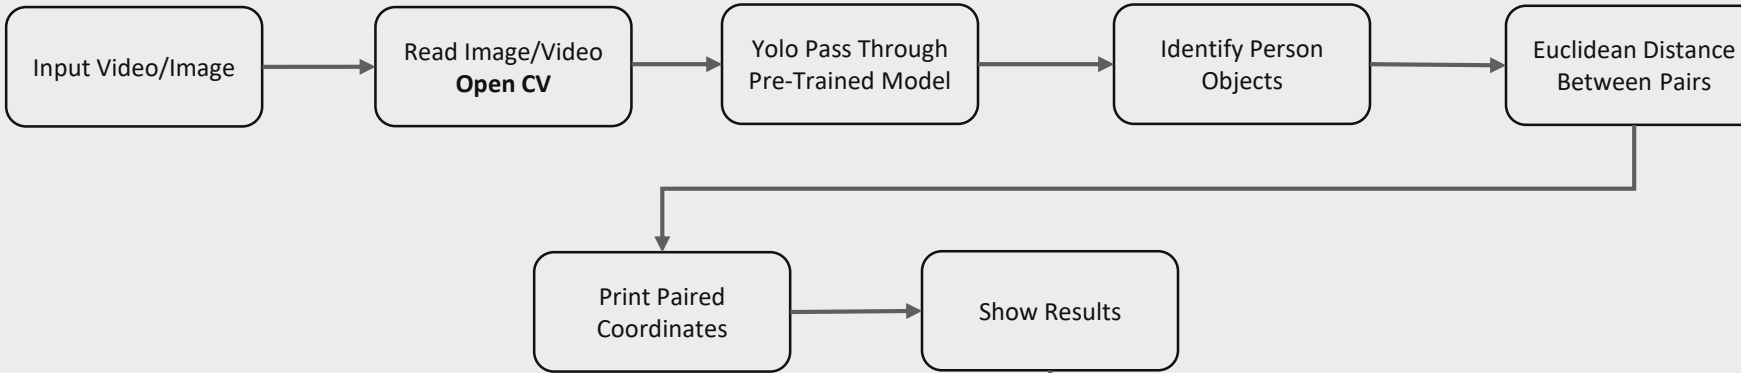 Input Video/Image
Read Image/Video
Open CV
Yolo Pass Through
Pre-Trained Model
Identify Person
Objects
Euclidean Distance
Between Pairs
Print Paired
Coordinates
Show Results